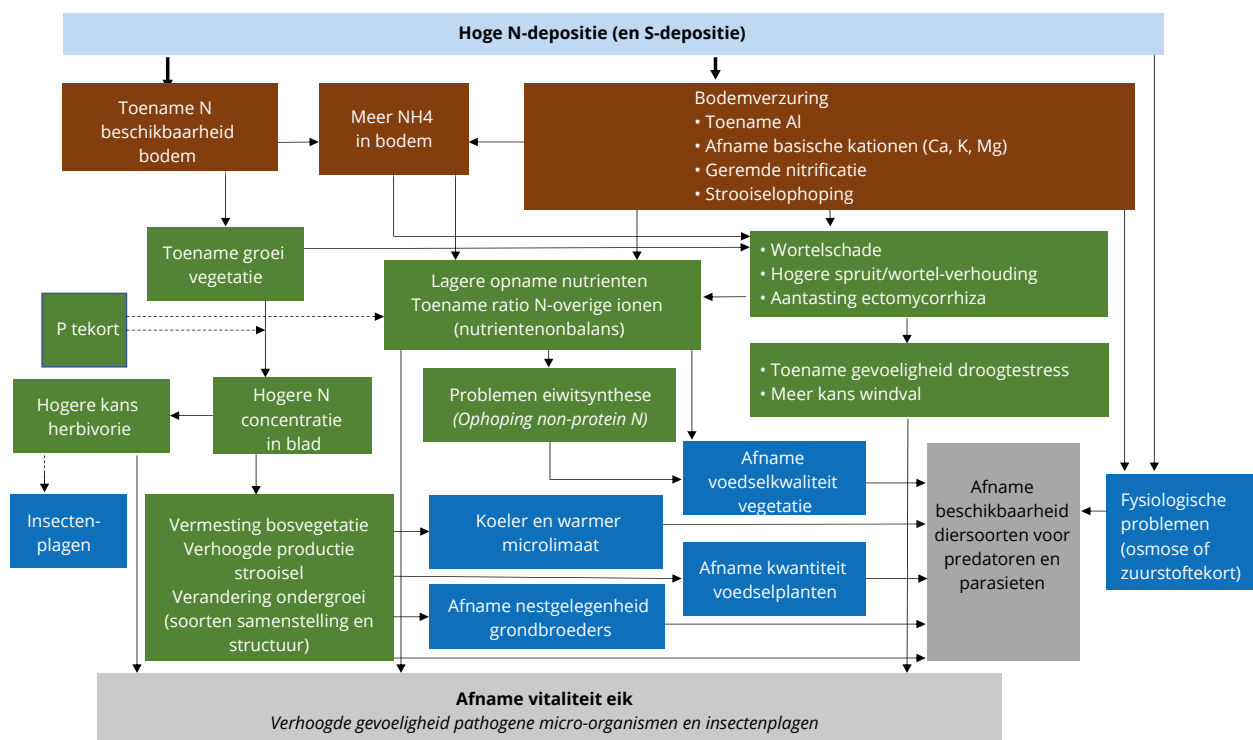 Hoge N-depositie (en S-depositie)
Toename N
beschikbaarheid
bodem
Meer NH4
in bodem
Bodemverzuring
• Toename Al
• Afname basische kationen (Ca, K, Mg)
• Geremde nitrificatie
• Strooiselophoping
Toename groei
vegetatie
Lagere opname nutrienten
Toename ratio N-overige ionen
(nutrientenonbalans)
• Wortelschade
• Hogere spruit/wortel-verhouding
• Aantasting ectomycorrhiza
P tekort
Hogere kans
herbivorie
Hogere N
concentratie
in blad
Problemen eiwitsynthese
(Ophoping non-protein N)
• Toename gevoeligheid droogtestress
• Meer kans windval
Insecten-
plagen
Vermesting bosvegetatie
Verhoogde productie
strooisel
Verandering ondergroei
(soorten samenstelling en
structuur)
Koeler en warmer
microlimaat
Afname nestgelegenheid
grondbroeders
Afname
voedselkwaliteit
vegetatie
Afname kwantiteit
voedselplanten
Afname
beschikbaarheid
diersoorten voor
predatoren en
parasieten
Fysiologische
problemen
(osmose of
zuurstoftekort)
Afname vitaliteit eik
Verhoogde gevoeligheid pathogene micro-organismen en insectenplagen